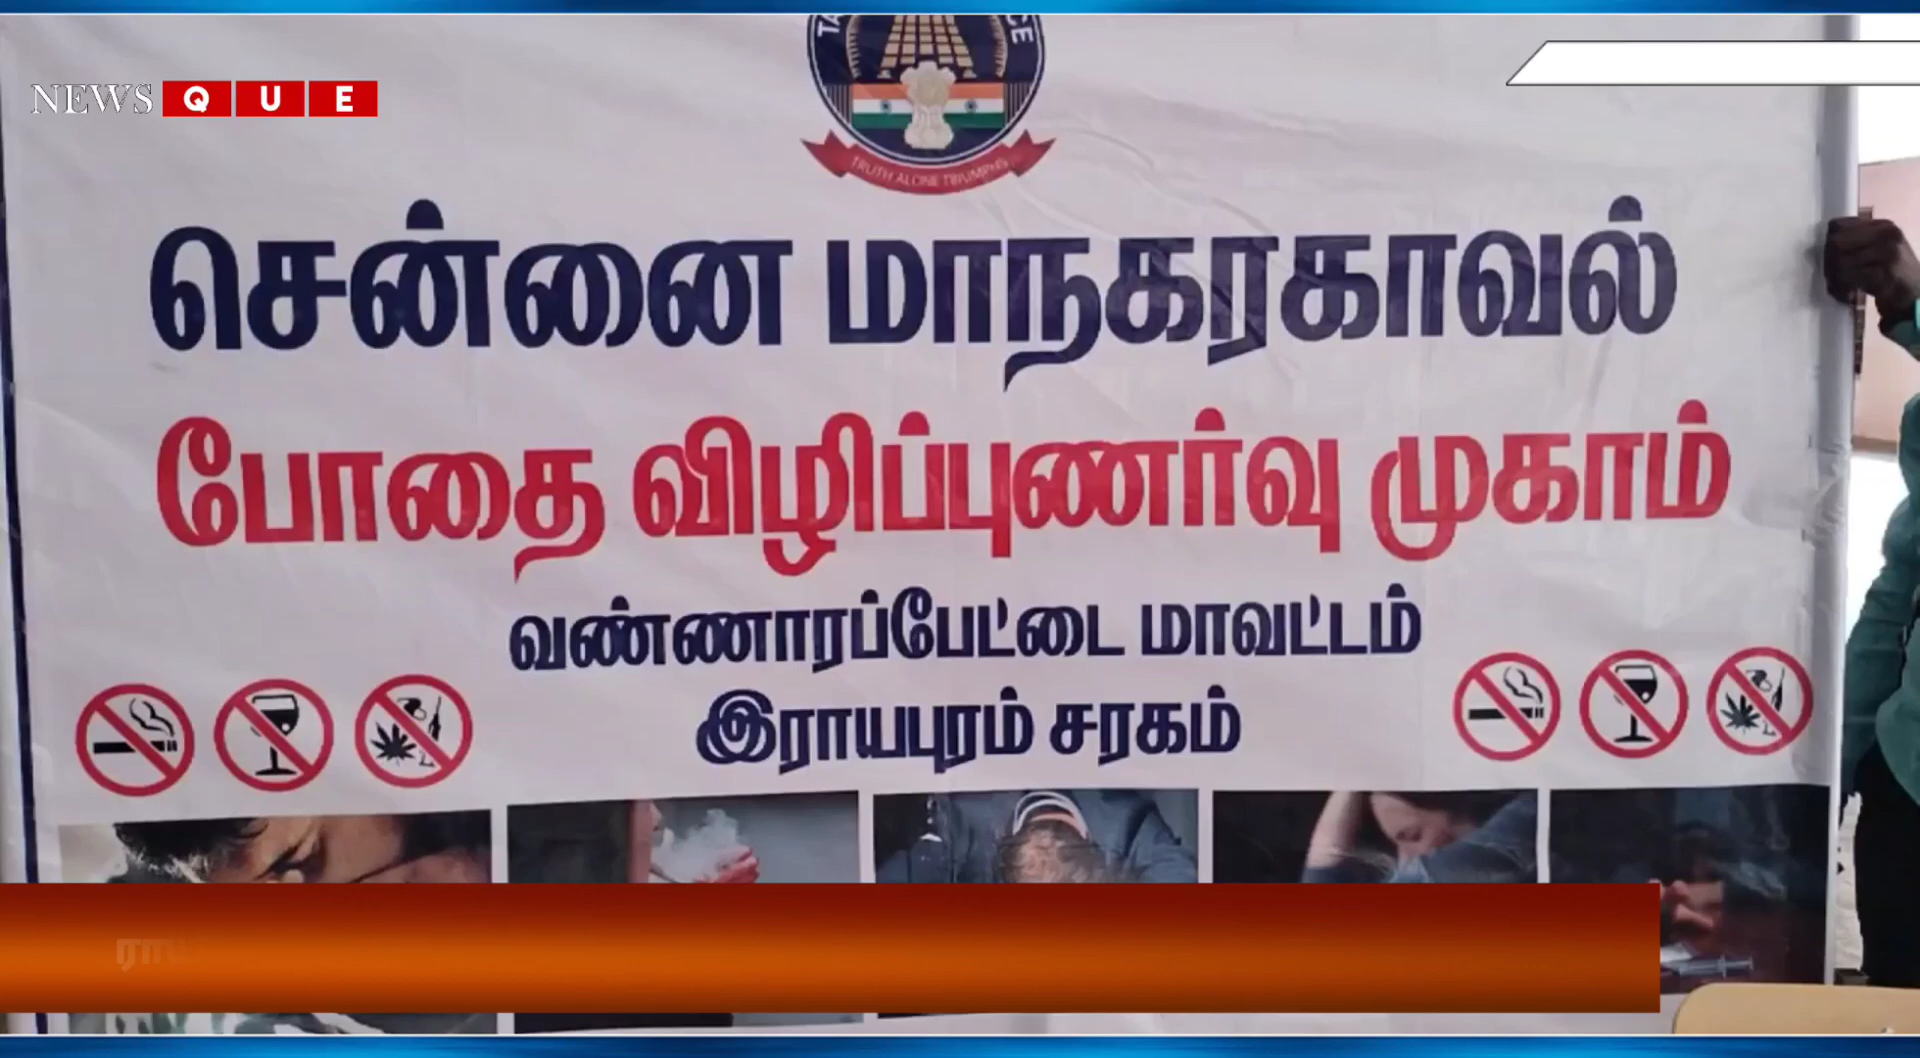 NEWS QUE
TRUTH ALONE TRIUMPHS
சென்னை மாநகரகாவல்
போதை விழிப்புணர்வு முகாம்
வண்ணாரப்பேட்டை மாவட்டம்
இராயபுரம் சரகம்